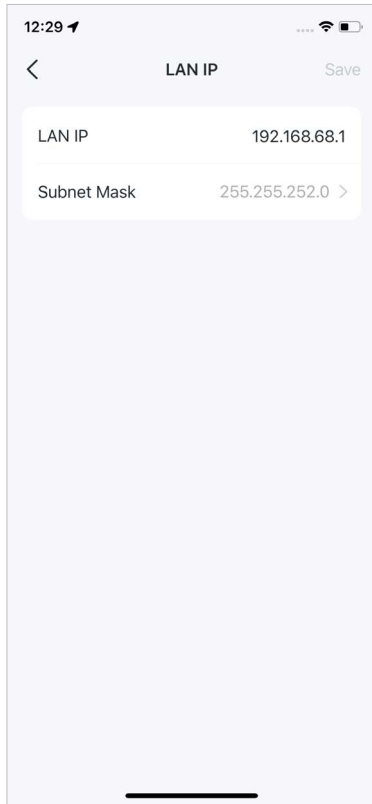 12:29
LAN IP
Save
LAN IP 192.168.68.1
Subnet Mask 255.255.252.0